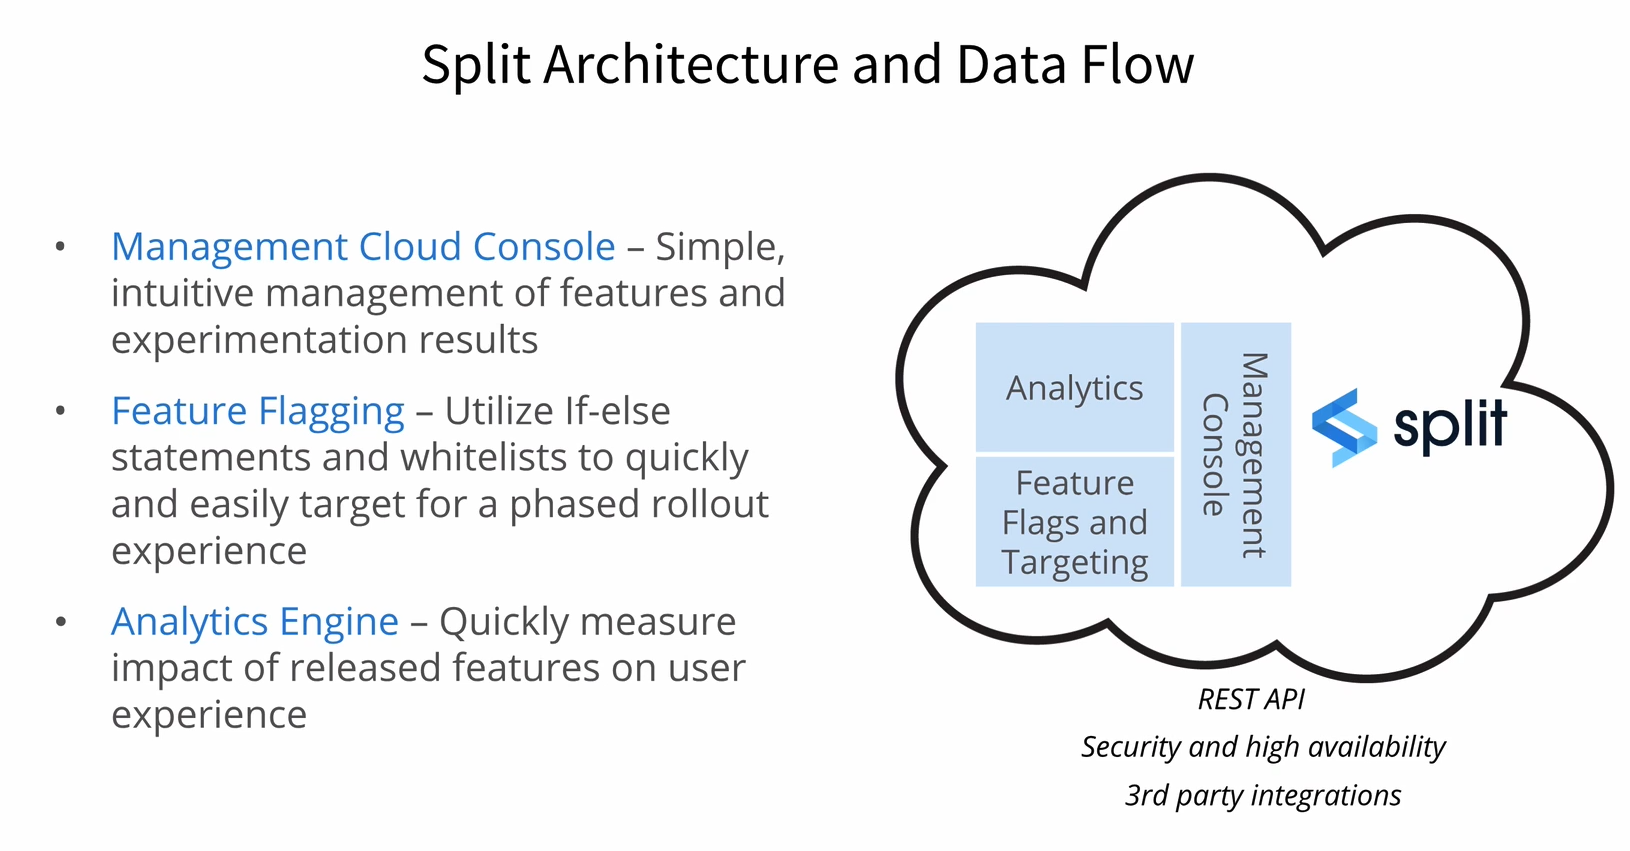 Split Architecture and Data Flow
• Management Cloud Console – Simple,
intuitive management of features and
experimentation results
• Feature Flagging – Utilize If-else
statements and whitelists to quickly
and easily target for a phased rollout
experience
• Analytics Engine – Quickly measure
impact of released features on user
experience
Analytics
Feature
Flags and
Targeting
Management
Console
split
REST API
Security and high availability
3rd party integrations